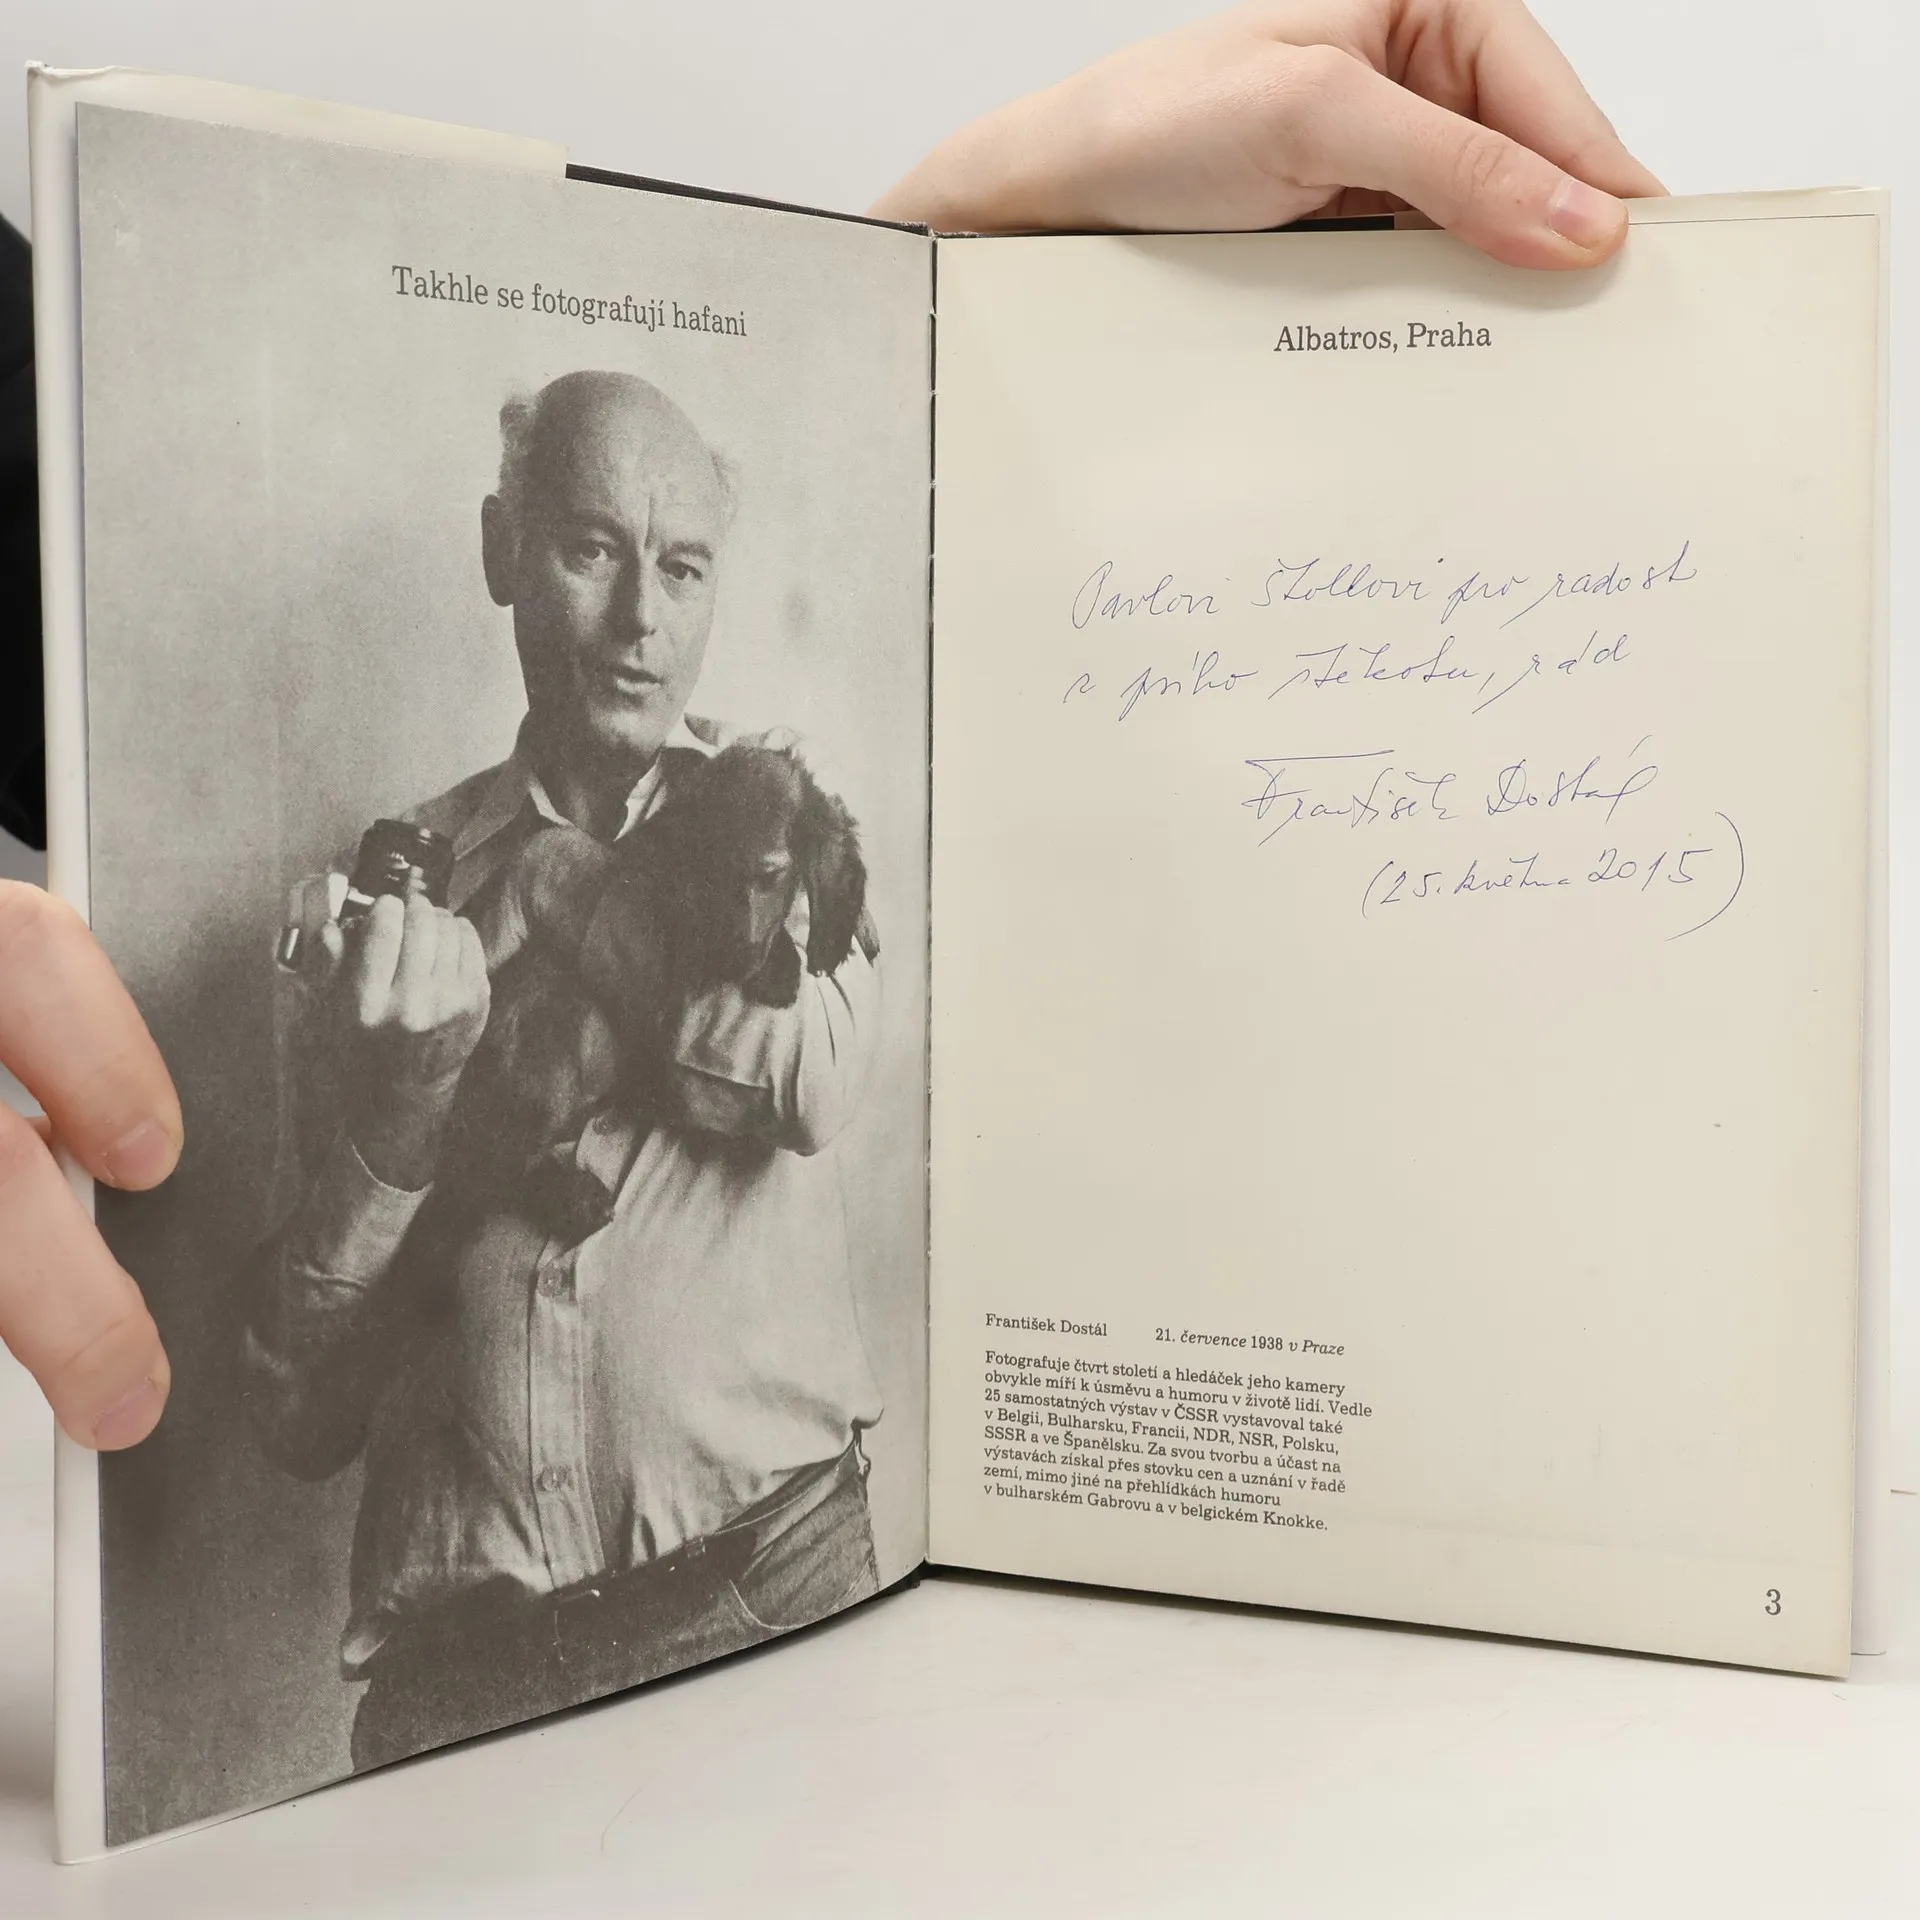 Takhle se fotografují hafani
Albatros, Praha
Pavlovi Štollovi pro radost
z psího štěkotu, rád
František Dostál
(25. května 2015)
František Dostál 21. července 1938 v Praze
Fotografuje čtvrt století a hledáček jeho kamery
obvykle míří k úsměvu a humoru v životě lidí. Vedle
25 samostatných výstav v ČSSR vystavoval také
v Belgii, Bulharsku, Francii, NDR, NSR, Polsku,
SSSR a ve Španělsku. Za svou tvorbu a účast na
výstavách získal přes stovku cen a uznání v řadě
zemí, mimo jiné na přehlídkách humoru
v bulharském Gabrovu a v belgickém Knokke.
3